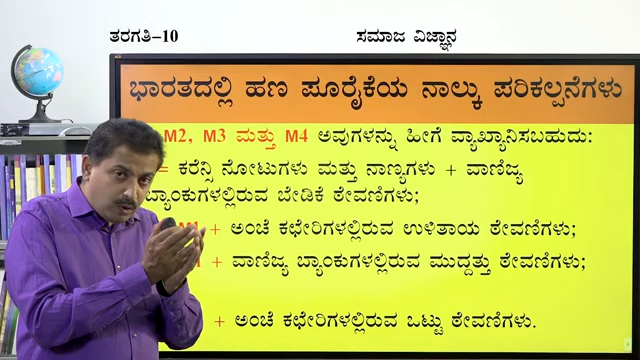 ತರಗತಿ-10
ಸಮಾಜ ವಿಜ್ಞಾನ
ಭಾರತದಲ್ಲಿ ಹಣ ಪೂರೈಕೆಯ ನಾಲ್ಕು ಪರಿಕಲ್ಪನೆಗಳು
M2, M3 ಮತ್ತು M4 ಅವುಗಳನ್ನು ಹೀಗೆ ವ್ಯಾಖ್ಯಾನಿಸಬಹುದು:
= ಕರೆನ್ಸಿ ನೋಟುಗಳು ಮತ್ತು ನಾಣ್ಯಗಳು + ವಾಣಿಜ್ಯ
ಬ್ಯಾಂಕುಗಳಲ್ಲಿರುವ ಬೇಡಿಕೆ ಠೇವಣಿಗಳು;
M1 + ಅಂಚೆ ಕಛೇರಿಗಳಲ್ಲಿರುವ ಉಳಿತಾಯ ಠೇವಣಿಗಳು;
+ ವಾಣಿಜ್ಯ ಬ್ಯಾಂಕುಗಳಲ್ಲಿರುವ ಮುದ್ದತ್ತು ಠೇವಣಿಗಳು;
+ ಅಂಚೆ ಕಛೇರಿಗಳಲ್ಲಿರುವ ಒಟ್ಟು ಠೇವಣಿಗಳು.